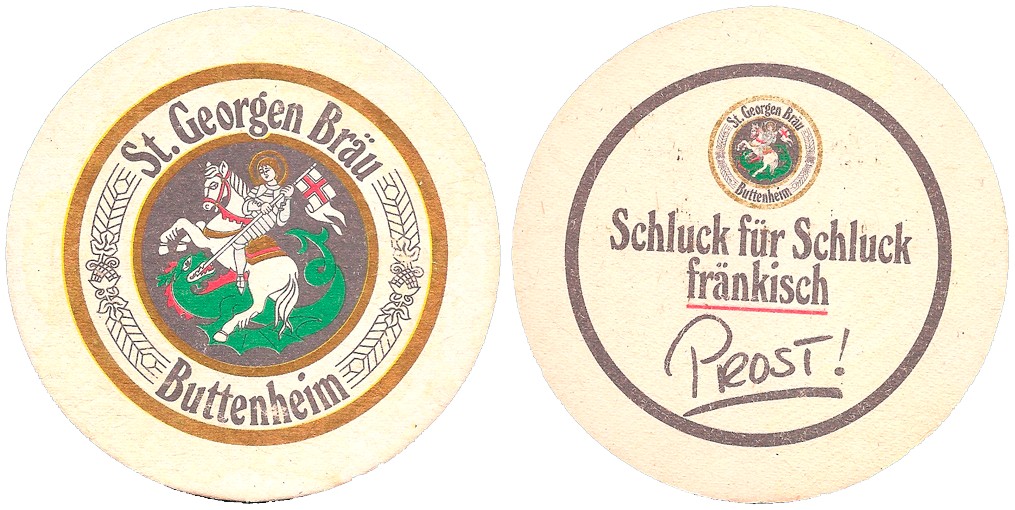 St. Georgen Bräu
Buttenheim
St. Georgen Bräu
Buttenheim
Schluck für Schluck
fränkisch
PROST!